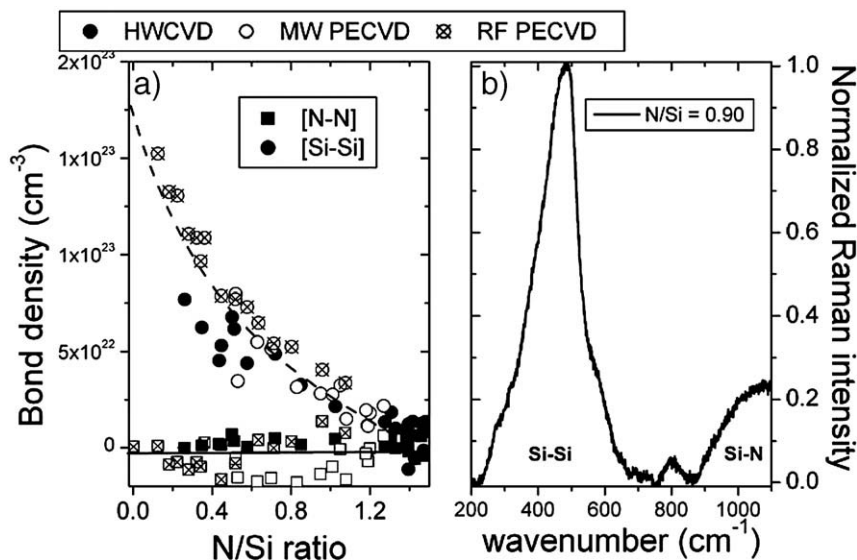 HWCVD MW PECVD RF PECVD
a)
[N-N]
[Si-Si]
2x10²³
1x10²³
1x10²³
5x10²²
0
Bond density (cm⁻³)
0.0 0.4 0.8 1.2
N/Si ratio
b)
N/Si = 0.90
Si-Si
Si-N
1.0
0.8
0.6
0.4
0.2
0.0
Normalized Raman intensity
200 400 600 800 1000
wavenumber (cm⁻¹)